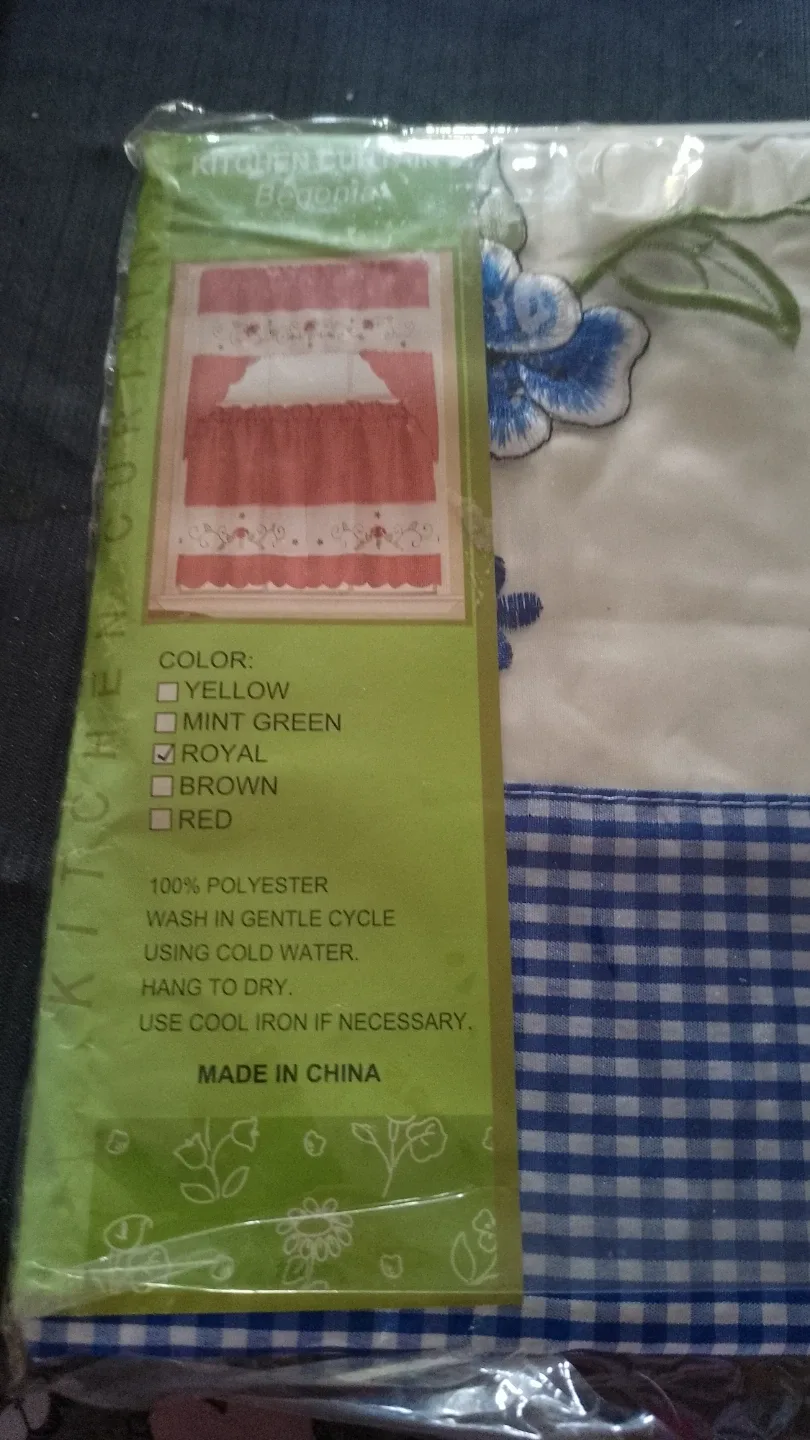 KITCHEN CURTAIN
Begonia
KITCHEN CURTAIN
COLOR:
YELLOW
MINT GREEN
ROYAL
BROWN
RED
100% POLYESTER
WASH IN GENTLE CYCLE
USING COLD WATER.
HANG TO DRY.
USE COOL IRON IF NECESSARY.
MADE IN CHINA